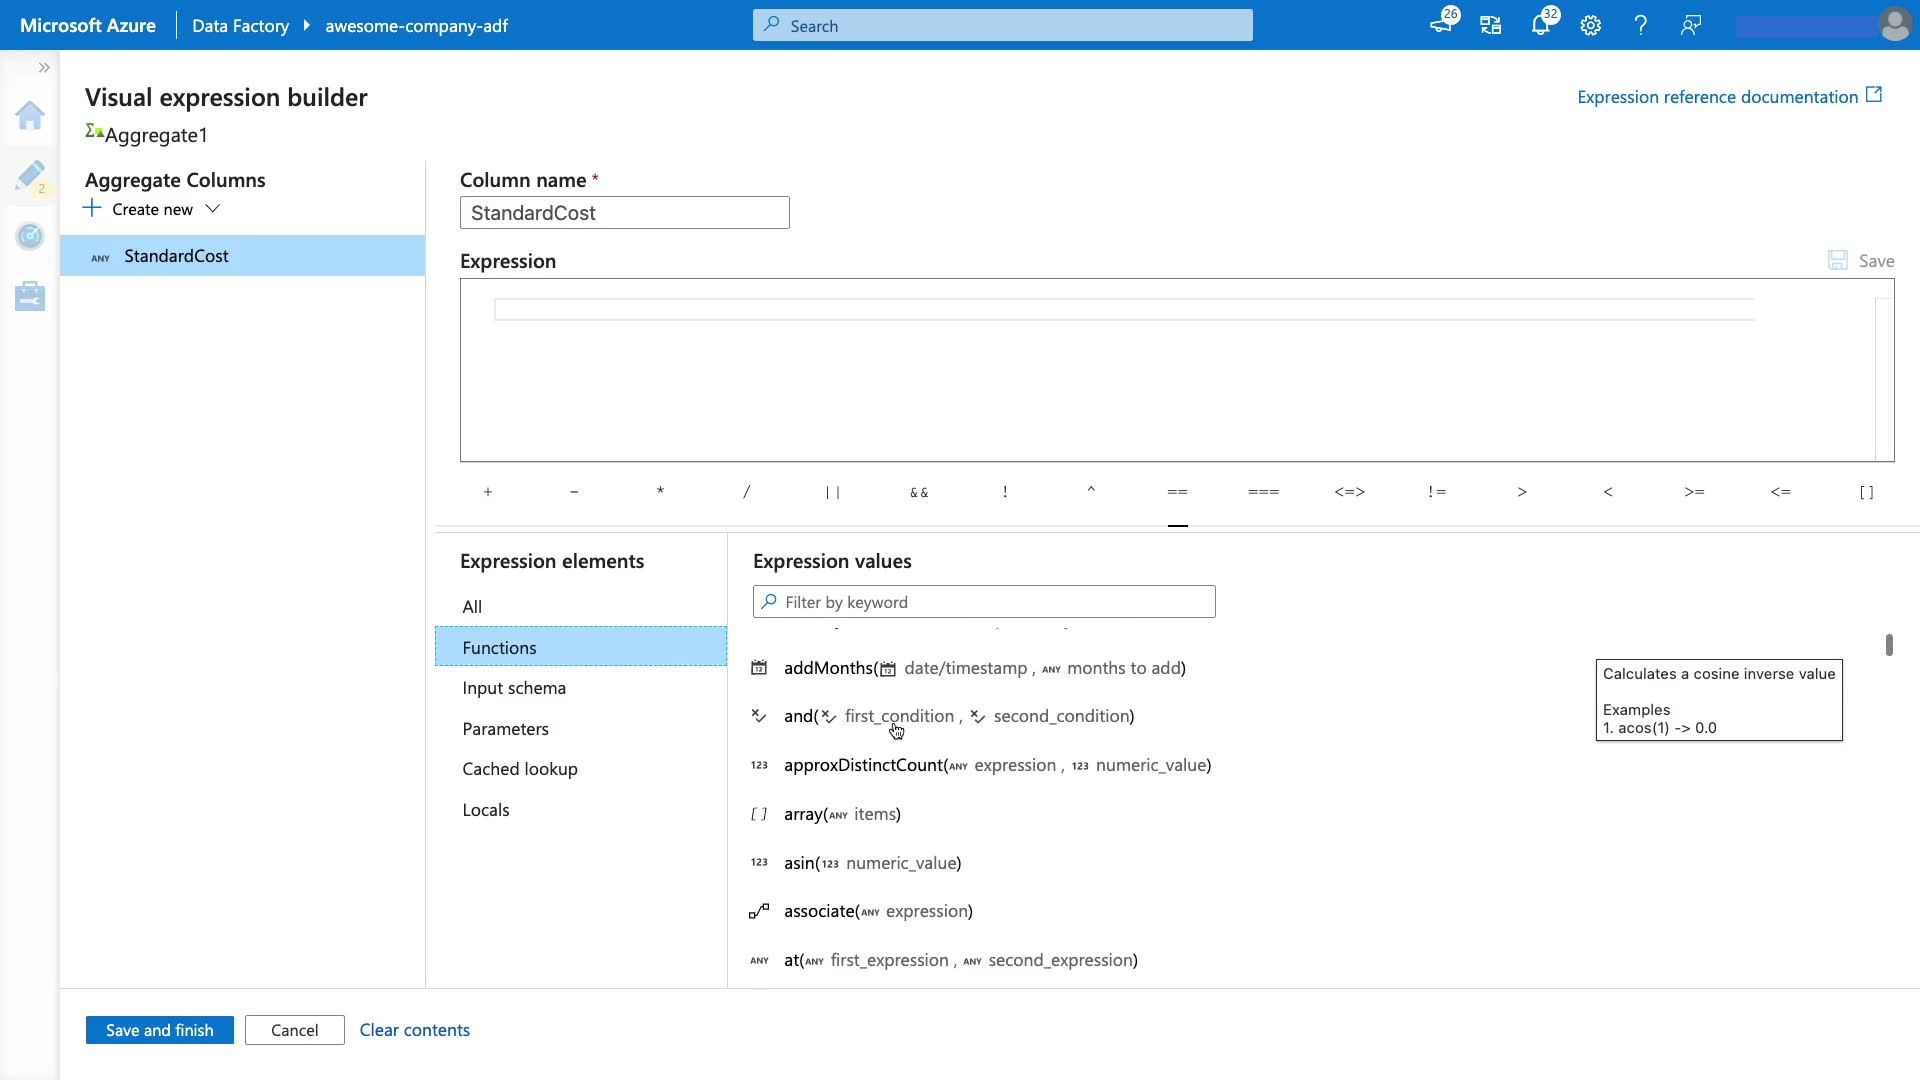 Microsoft Azure
Data Factory
awesome-company-adf
Search
26
32
Visual expression builder
Expression reference documentation
Aggregate1
Aggregate Columns
Create new
ANY StandardCost
2
Column name *
StandardCost
Expression
Save
+ - * / || && ! ^ == === <=> != > < >= <= []
Expression elements
All
Functions
Input schema
Parameters
Cached lookup
Locals
Expression values
Filter by keyword
12 addMonths(12 date/timestamp , ANY months to add)
and( first_condition , second_condition)
123 approxDistinctCount(ANY expression , 123 numeric_value)
[] array(ANY items)
123 asin(123 numeric_value)
associate(ANY expression)
ANY at(ANY first_expression , ANY second_expression)
Calculates a cosine inverse value
Examples
1. acos(1) -> 0.0
Save and finish
Cancel
Clear contents